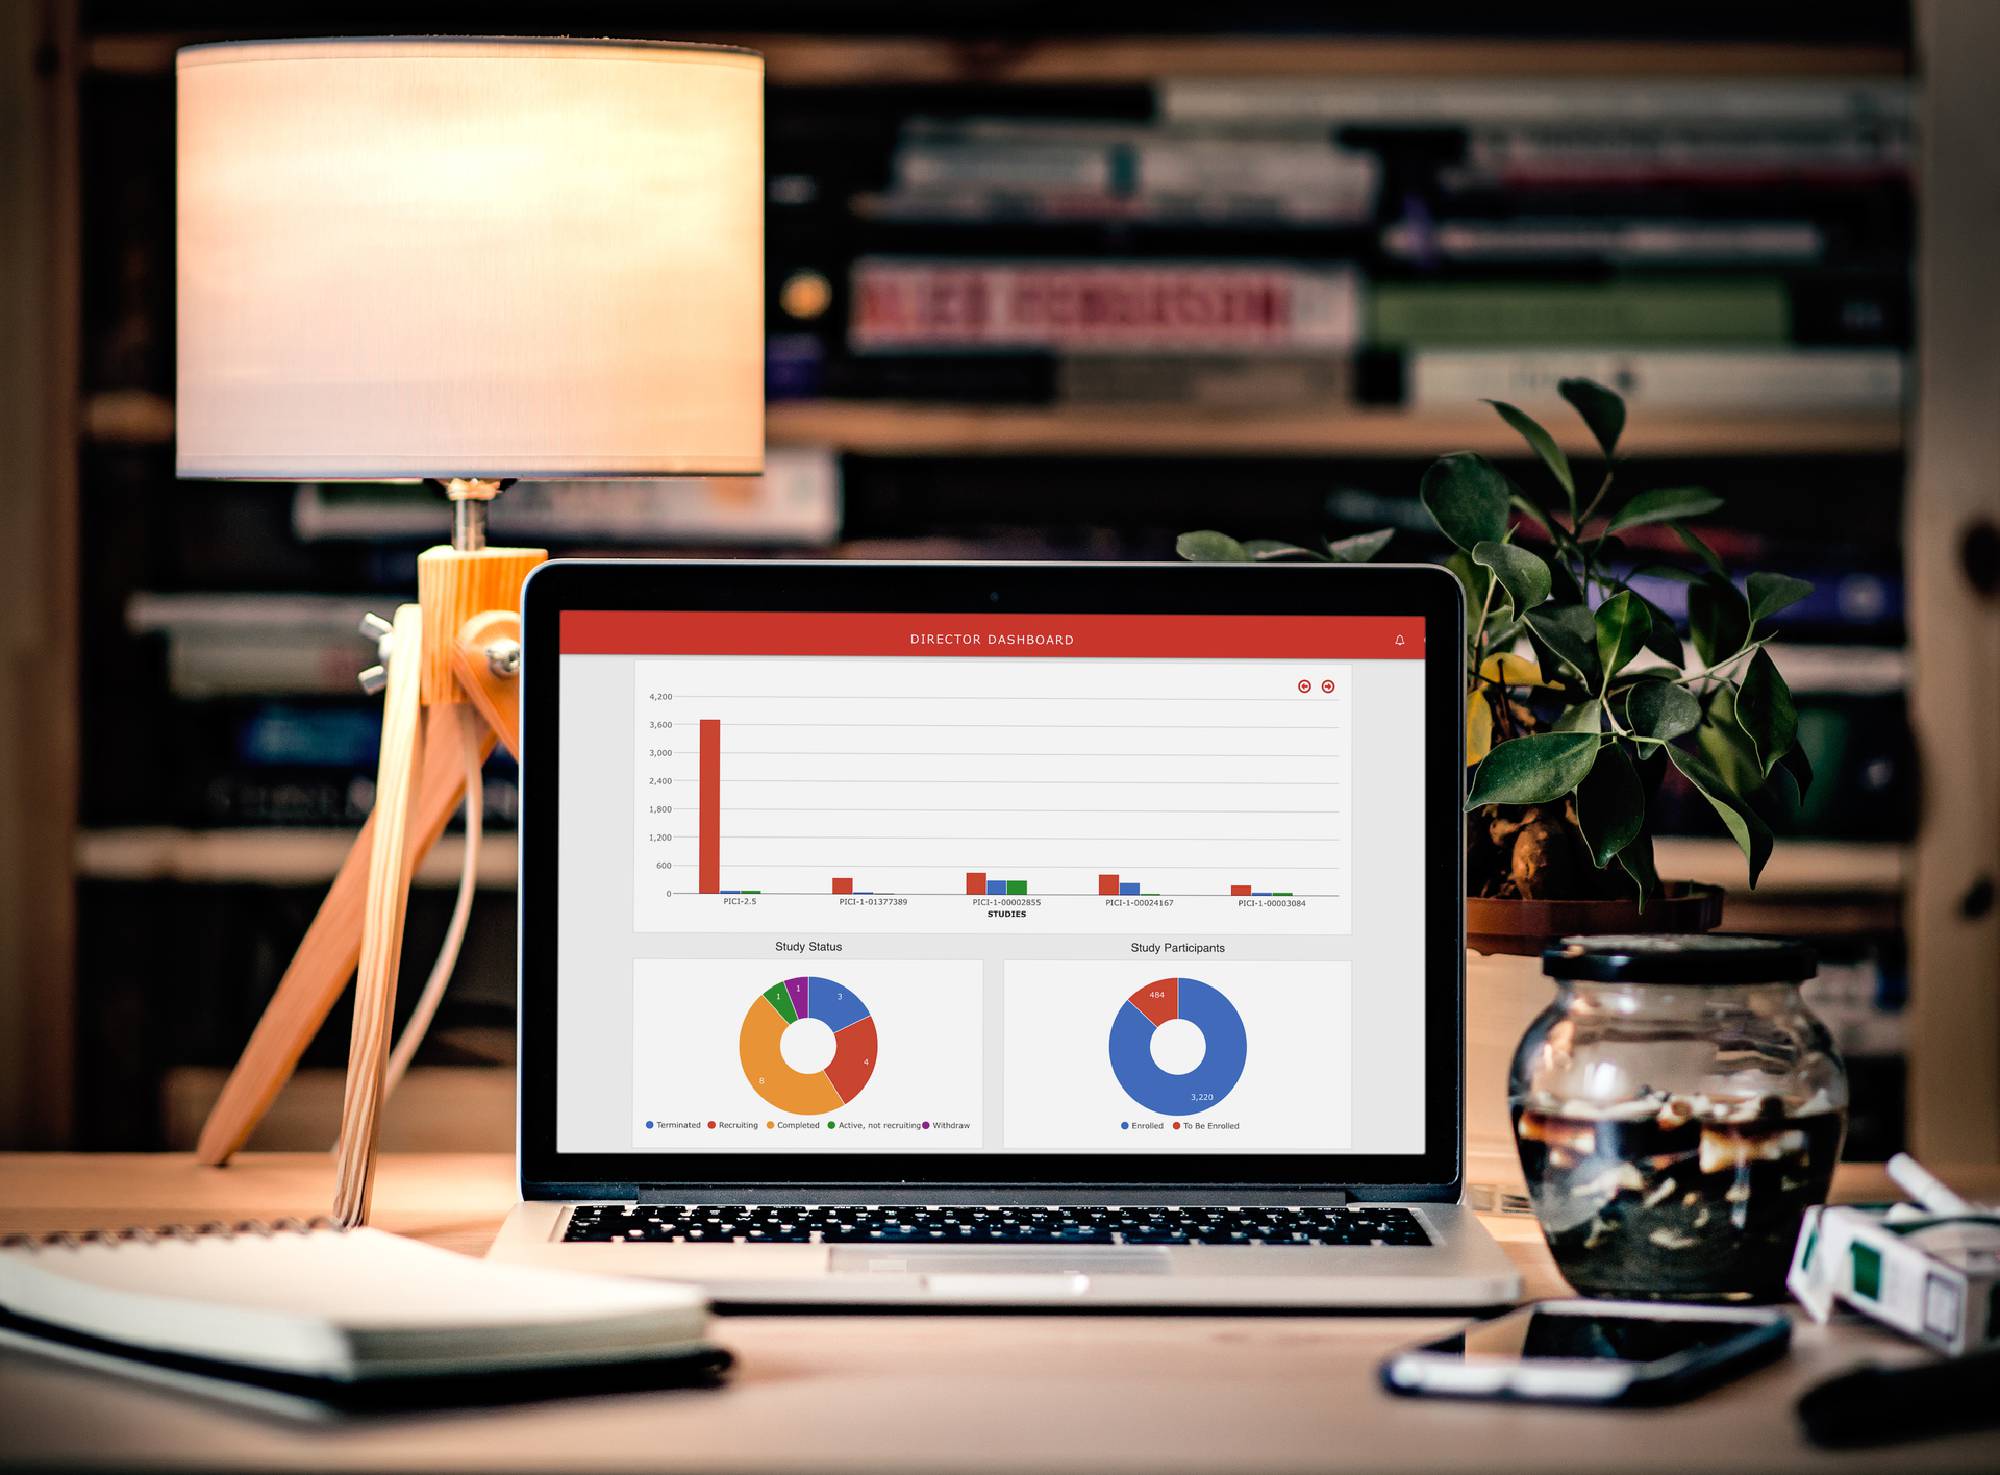 DIRECTOR DASHBOARD
4,200
3,600
3,000
2,400
1,800
1,200
600
0
PICI-2.5 PICI-1-01377389 PICI-1-00002855 PICI-1-00024167 PICI-1-00003084
STUDIES
Study Status
1 1 3
4
8
Terminated Recruiting Completed Active, not recruiting Withdraw
Study Participants
484
3,220
Enrolled To Be Enrolled